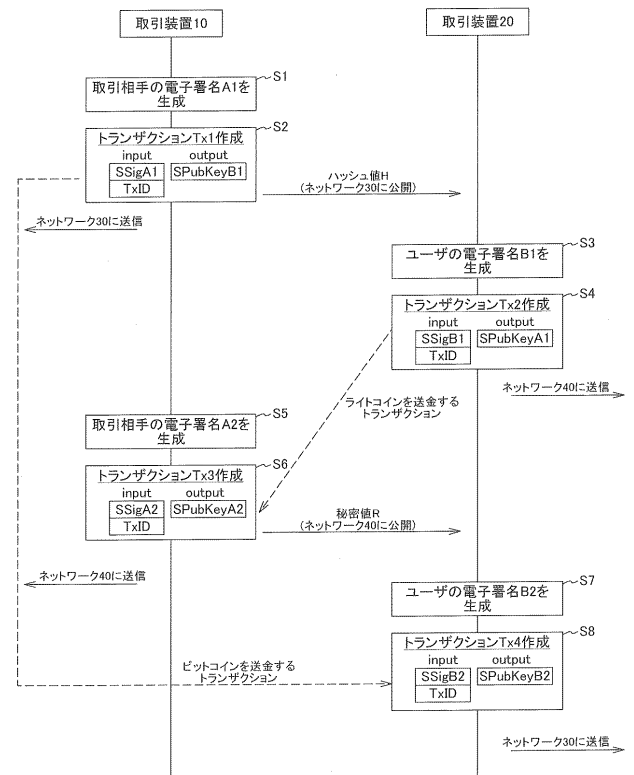 取引装置10
取引装置20
S1
取引相手の電子署名A1を
生成
S2
トランザクションTx1作成
input output
SSigA1 SPubKeyB1
TxID
ハッシュ値H
(ネットワーク30に公開)
ネットワーク30に送信
S3
ユーザの電子署名B1を
生成
S4
トランザクションTx2作成
input output
SSigB1 SPubKeyA1
TxID
ネットワーク40に送信
ライトコインを送金する
トランザクション
S5
取引相手の電子署名A2を
生成
S6
トランザクションTx3作成
input output
SSigA2 SPubKeyA2
TxID
秘密値R
(ネットワーク40に公開)
ネットワーク40に送信
S7
ユーザの電子署名B2を
生成
S8
トランザクションTx4作成
input output
SSigB2 SPubKeyB2
TxID
ビットコインを送金する
トランザクション
ネットワーク30に送信